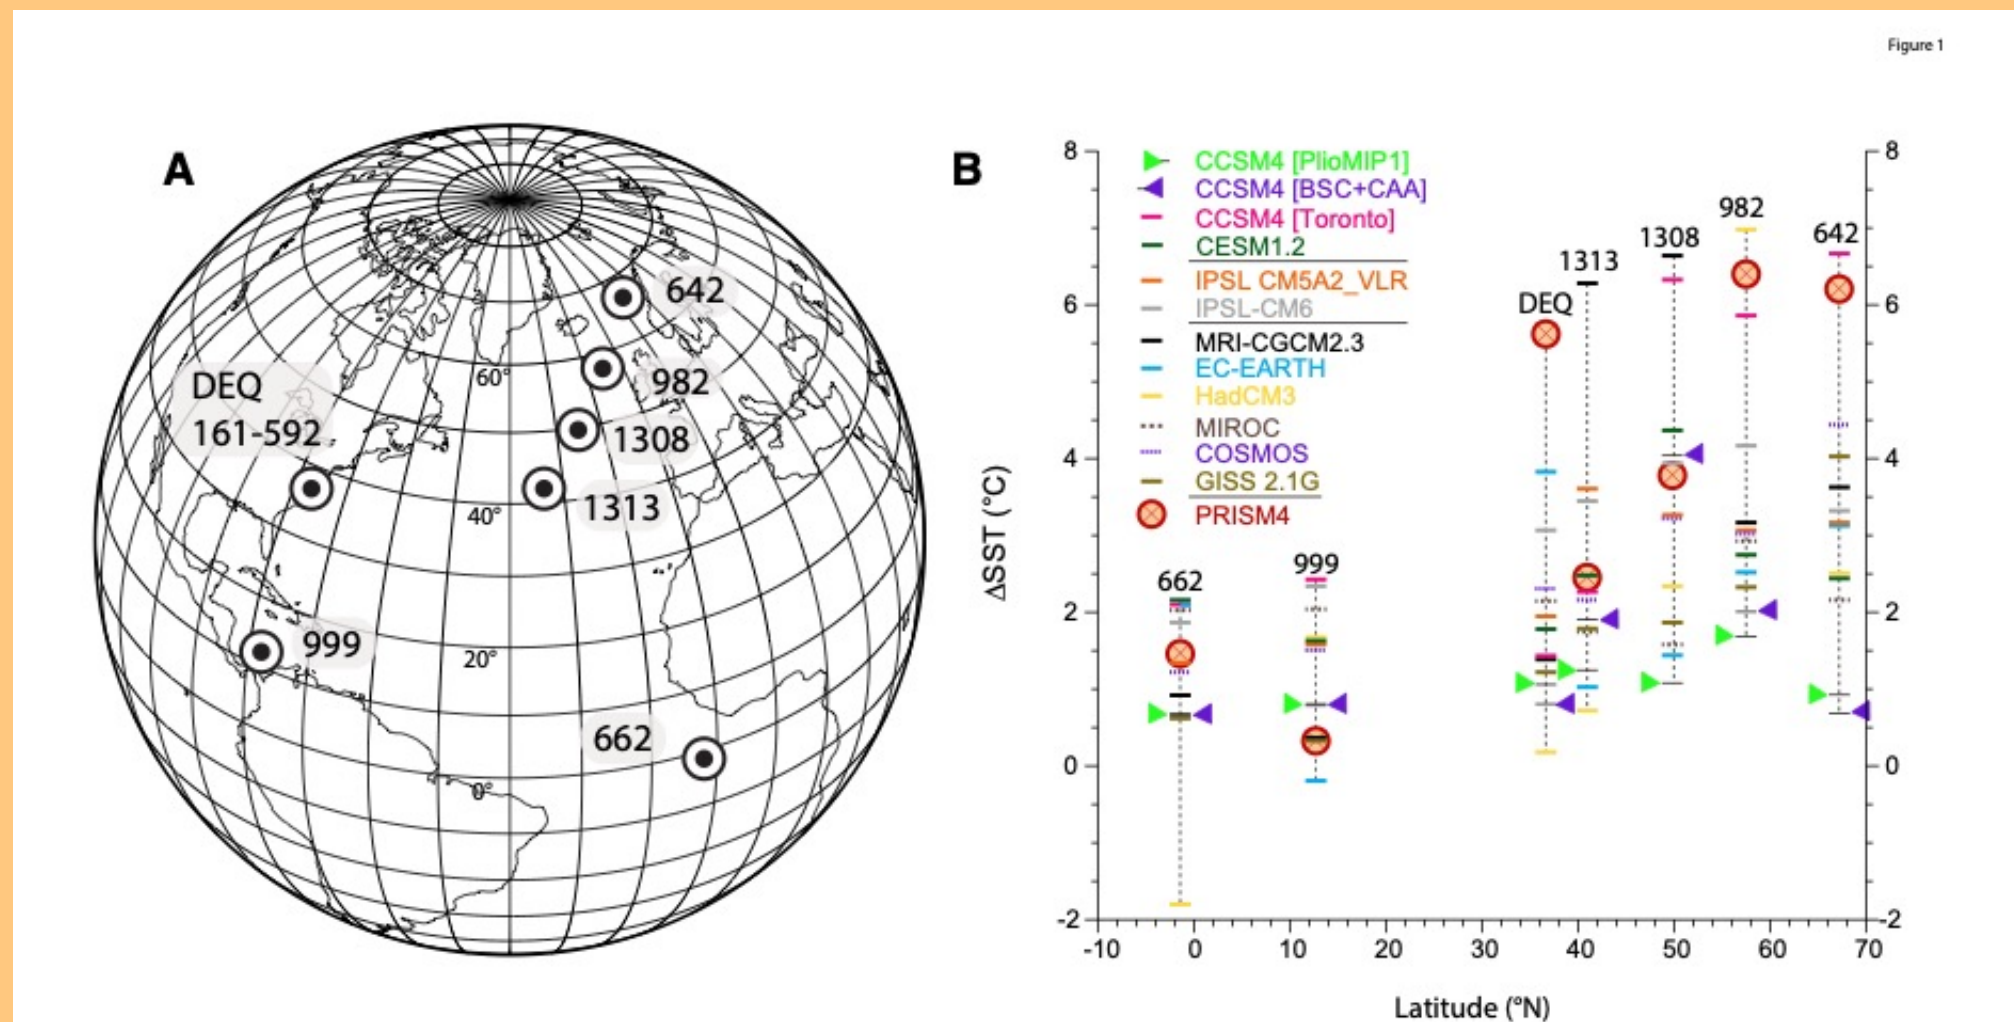 Figure 1
A
642
60°
982
DEQ
161-592
1308
1313
40°
999
20°
662
0°
B
8
6
4
2
0
-2
ΔSST (°C)
CCSM4 [PlioMIP1]
CCSM4 [BSC+CAA]
CCSM4 [Toronto]
CESM1.2
IPSL CM5A2_VLR
IPSL-CM6
MRI-CGCM2.3
EC-EARTH
HadCM3
MIROC
COSMOS
GISS 2.1G
PRISM4
662
999
DEQ
1313
1308
982
642
8
6
4
2
0
-2
-10 0 10 20 30 40 50 60 70
Latitude (°N)